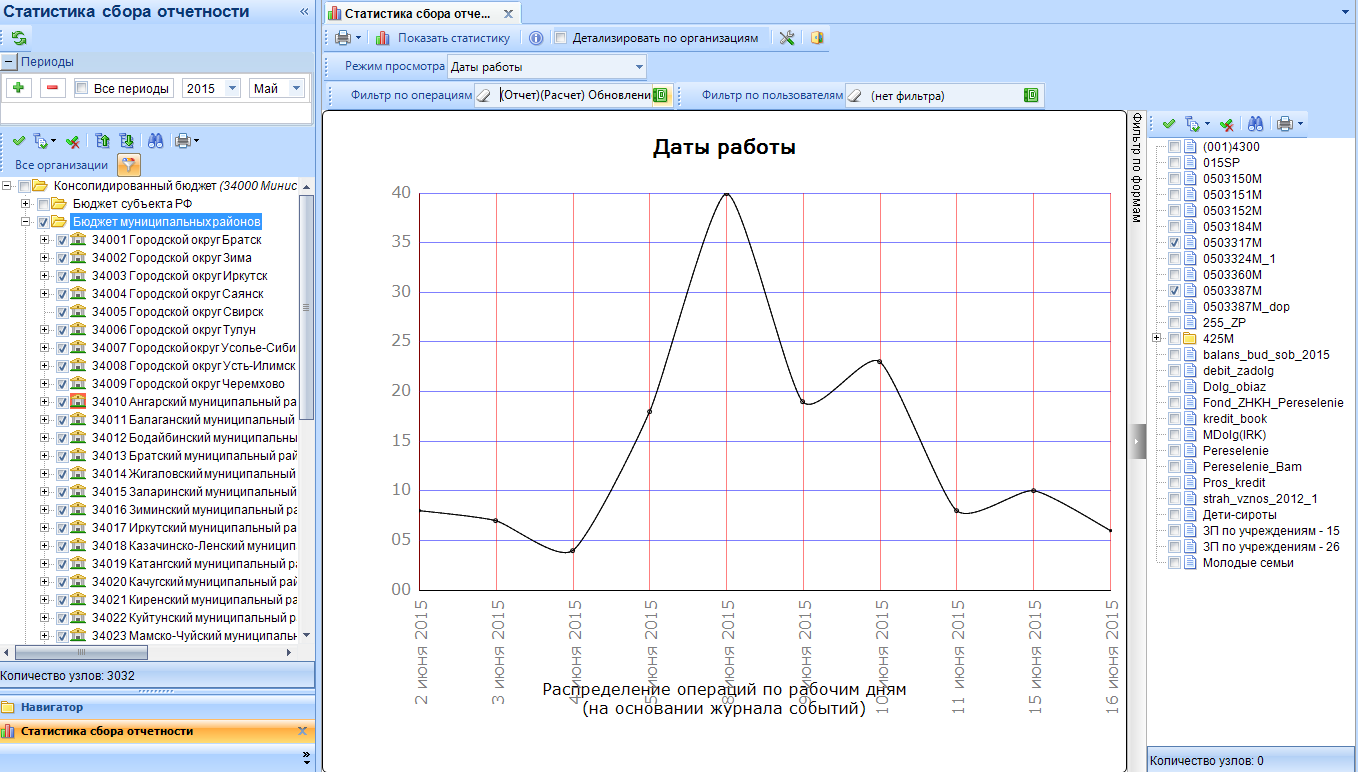 Статистика сбора отчетности
Периоды
Все периоды 2015 Май
Все организации
Консолидированный бюджет (34000 Минис
Бюджет субъекта РФ
Бюджет муниципальных районов
34001 Городской округ Братск
34002 Городской округ Зима
34003 Городской округ Иркутск
34004 Городской округ Саянск
34005 Городской округ Свирск
34006 Городской округ Тулун
34007 Городской округ Усолье-Сиби
34008 Городской округ Усть-Илимск
34009 Городской округ Черемхово
34010 Ангарский муниципальный ра
34011 Балаганский муниципальный
34012 Бодайбинский муниципальны
34013 Братский муниципальный рай
34014 Жигаловский муниципальный
34015 Заларинский муниципальный
34016 Зиминский муниципальный ра
34017 Иркутский муниципальный ра
34018 Казачинско-Ленский муницип
34019 Катангский муниципальный р
34020 Качугский муниципальный рай
34021 Киренский муниципальный ра
34022 Куйтунский муниципальный р
34023 Мамско-Чуйский муниципальн
Количество узлов: 3032
Навигатор
Статистика сбора отчетности
Статистика сбора отче...
Показать статистику Детализировать по организациям
Режим просмотра Даты работы
Фильтр по операциям (Отчет)(Расчет) Обновлени Фильтр по пользователям (нет фильтра)
Даты работы
40
35
30
25
20
15
10
05
00
2 июня 2015
3 июня 2015
4 июня 2015
5 июня 2015
8 июня 2015
9 июня 2015
10 июня 2015
11 июня 2015
15 июня 2015
16 июня 2015
Распределение операций по рабочим дням
(на основании журнала событий)
Фильтр по формам
(001)4300
015SP
0503150M
0503151M
0503152M
0503184M
0503317M
0503324M_1
0503360M
0503387M
0503387M_dop
255_ZP
425M
balans_bud_sob_2015
debit_zadolg
Dolg_obiaz
Fond_ZHKH_Pereselenie
kredit_book
MDolg(IRK)
Pereselenie
Pereselenie_Bam
Pros_kredit
strah_vznos_2012_1
Дети-сироты
ЗП по учреждениям - 15
ЗП по учреждениям - 26
Молодые семьи
Количество узлов: 0